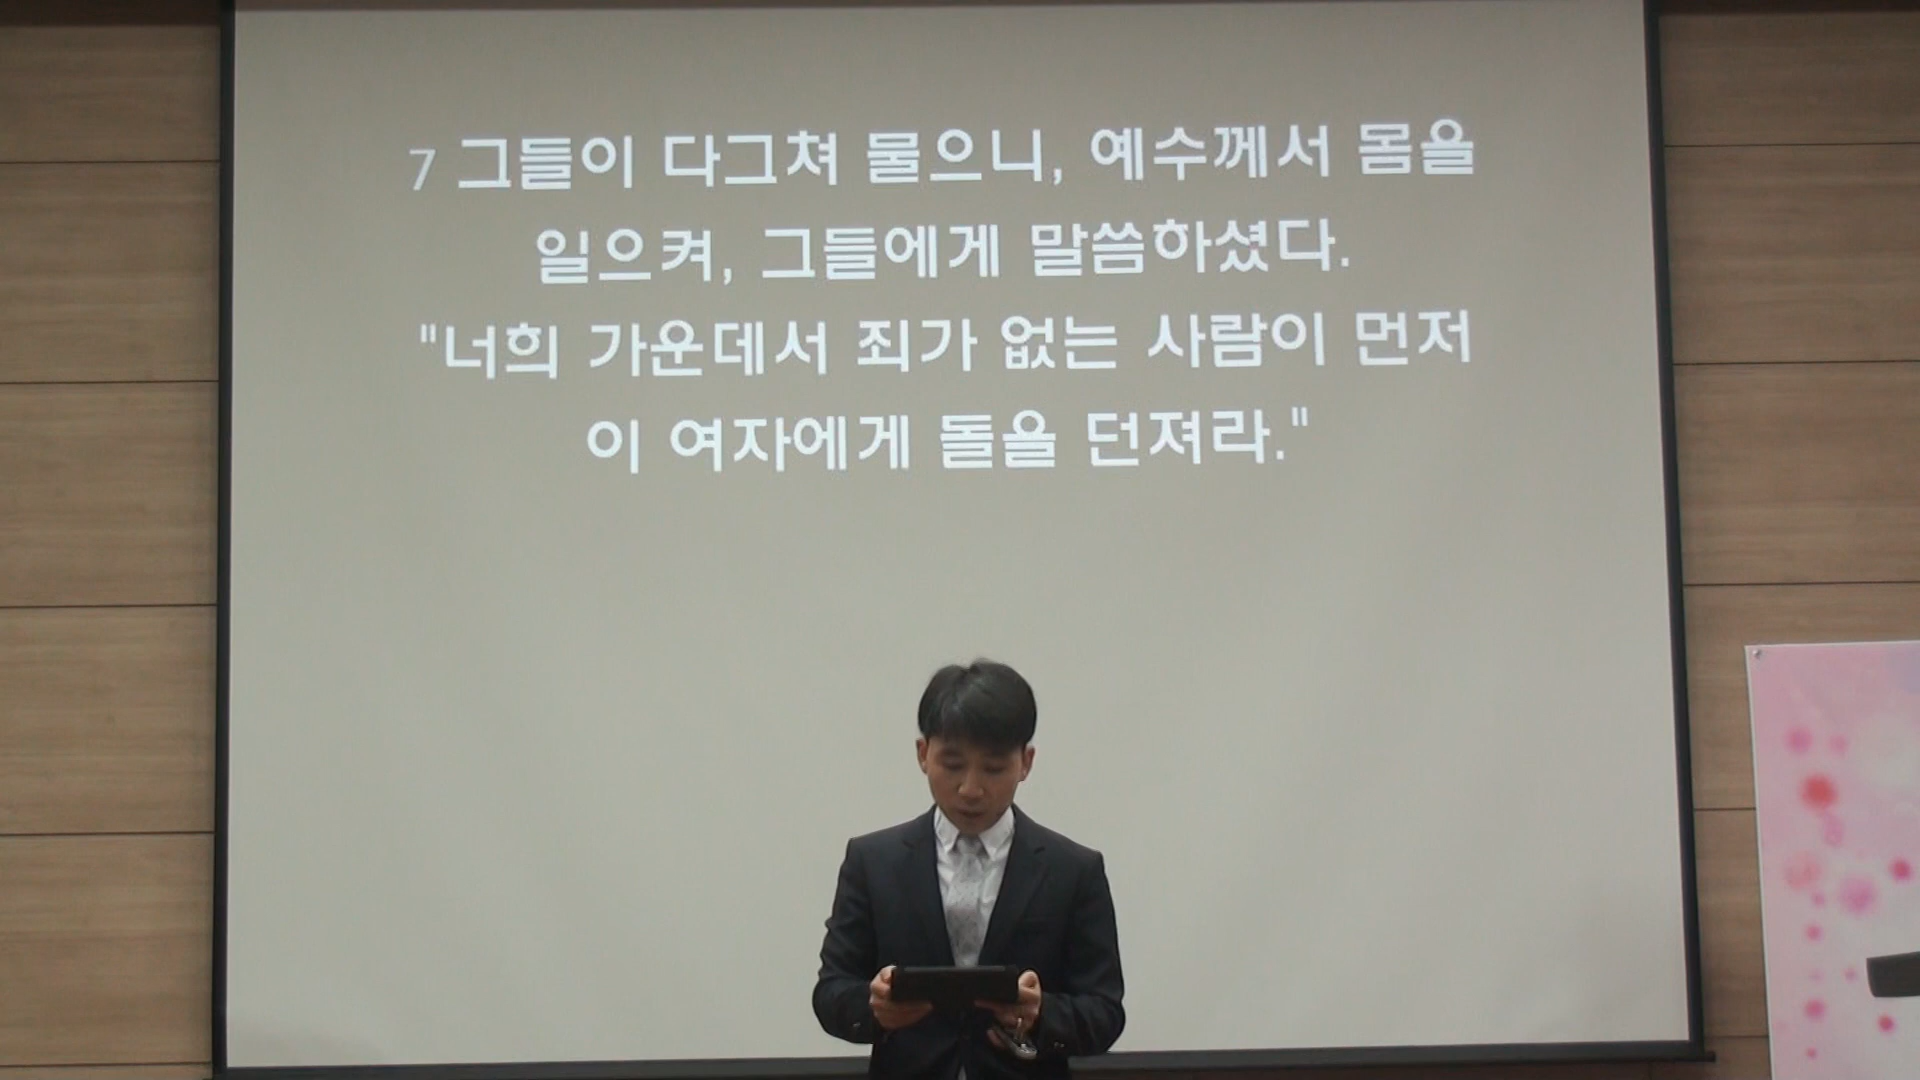 7 그들이 다그쳐 물으니, 예수께서 몸을
일으켜, 그들에게 말씀하셨다.
"너희 가운데서 죄가 없는 사람이 먼저
이 여자에게 돌을 던져라."